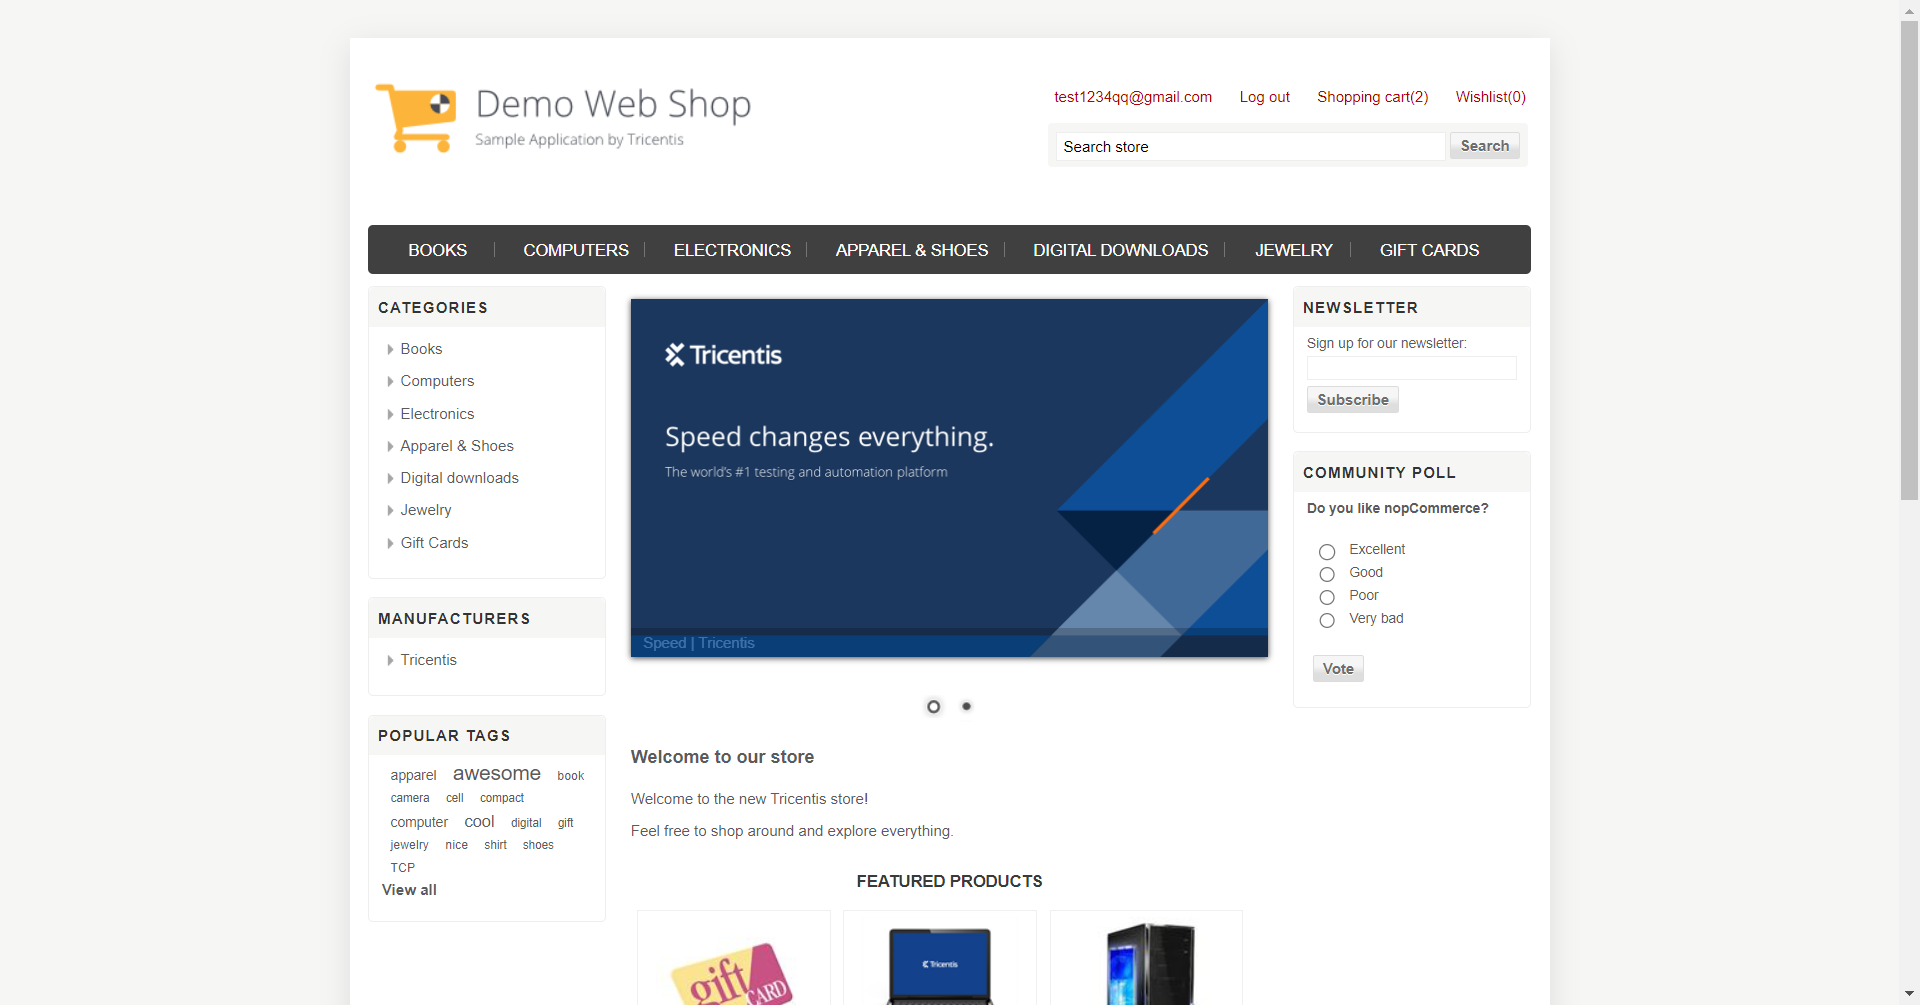 Demo Web Shop
Sample Application by Tricentis
test1234qq@gmail.com Log out Shopping cart(2) Wishlist(0)
Search store Search
BOOKS COMPUTERS ELECTRONICS APPAREL & SHOES DIGITAL DOWNLOADS JEWELRY GIFT CARDS
CATEGORIES
Books
Computers
Electronics
Apparel & Shoes
Digital downloads
Jewelry
Gift Cards
MANUFACTURERS
Tricentis
POPULAR TAGS
apparel awesome book
camera cell compact
computer cool digital gift
jewelry nice shirt shoes
TCP
View all
Tricentis
Speed changes everything.
The world's #1 testing and automation platform
Speed | Tricentis
Welcome to our store
Welcome to the new Tricentis store!
Feel free to shop around and explore everything.
FEATURED PRODUCTS
gift
CARD
Tricentis
NEWSLETTER
Sign up for our newsletter:
Subscribe
COMMUNITY POLL
Do you like nopCommerce?
Excellent
Good
Poor
Very bad
Vote